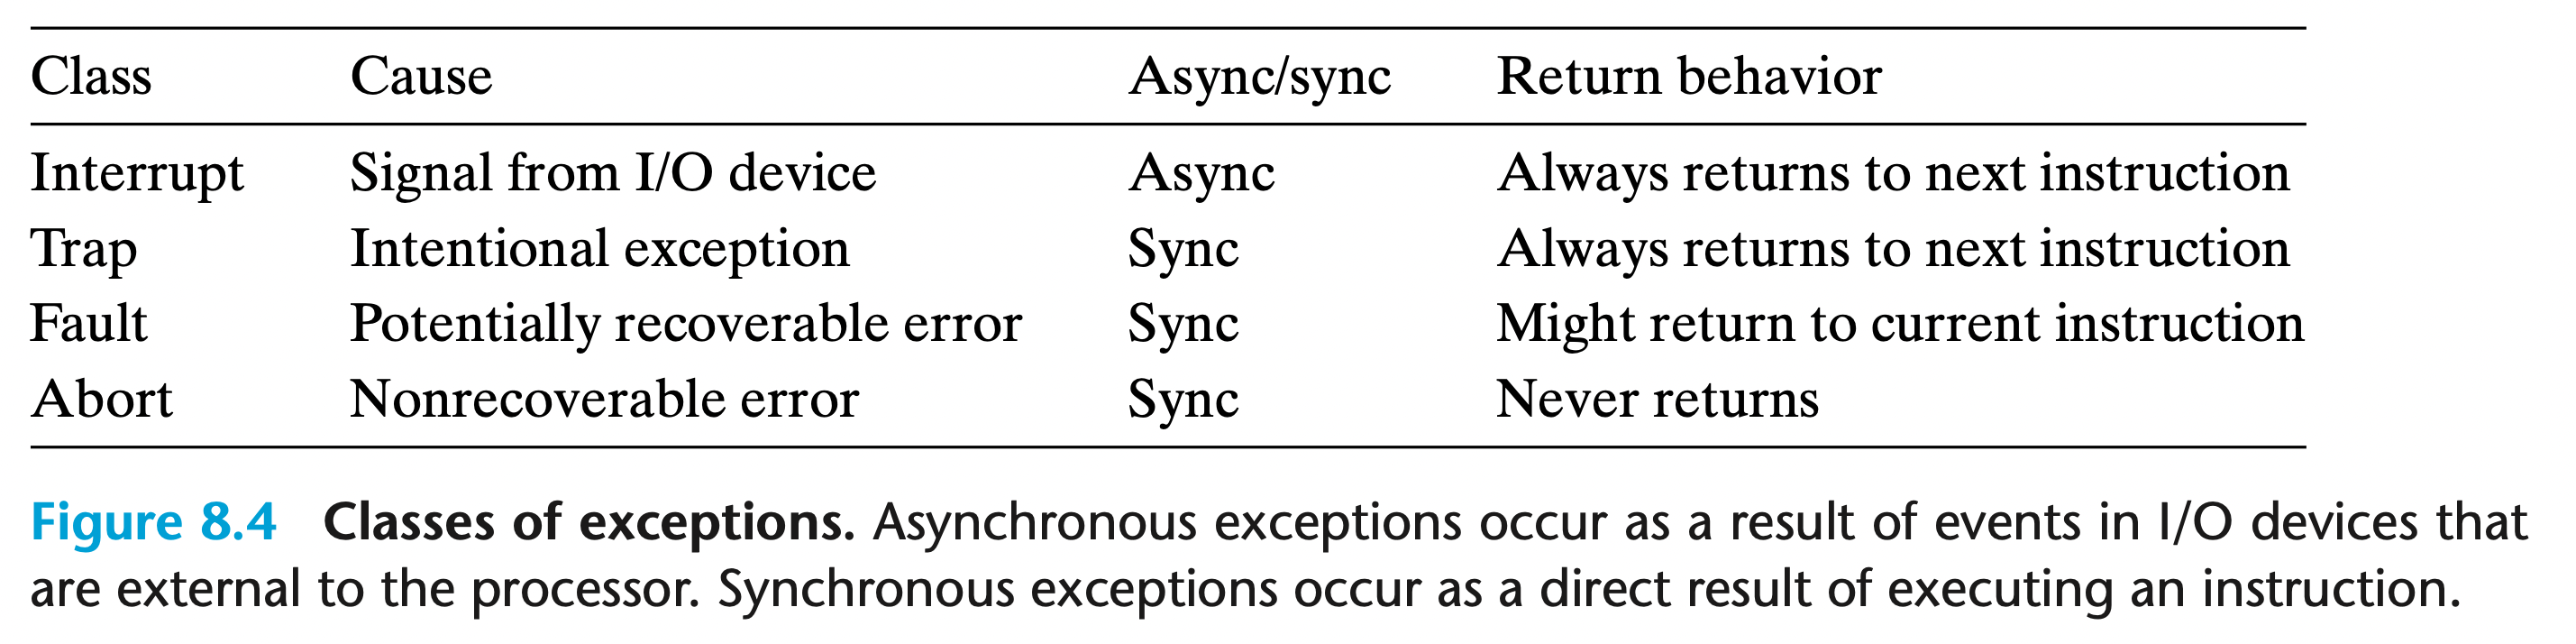 Class Cause Async/sync Return behavior
Interrupt Signal from I/O device Async Always returns to next instruction
Trap Intentional exception Sync Always returns to next instruction
Fault Potentially recoverable error Sync Might return to current instruction
Abort Nonrecoverable error Sync Never returns
Figure 8.4 Classes of exceptions. Asynchronous exceptions occur as a result of events in I/O devices that
are external to the processor. Synchronous exceptions occur as a direct result of executing an instruction.